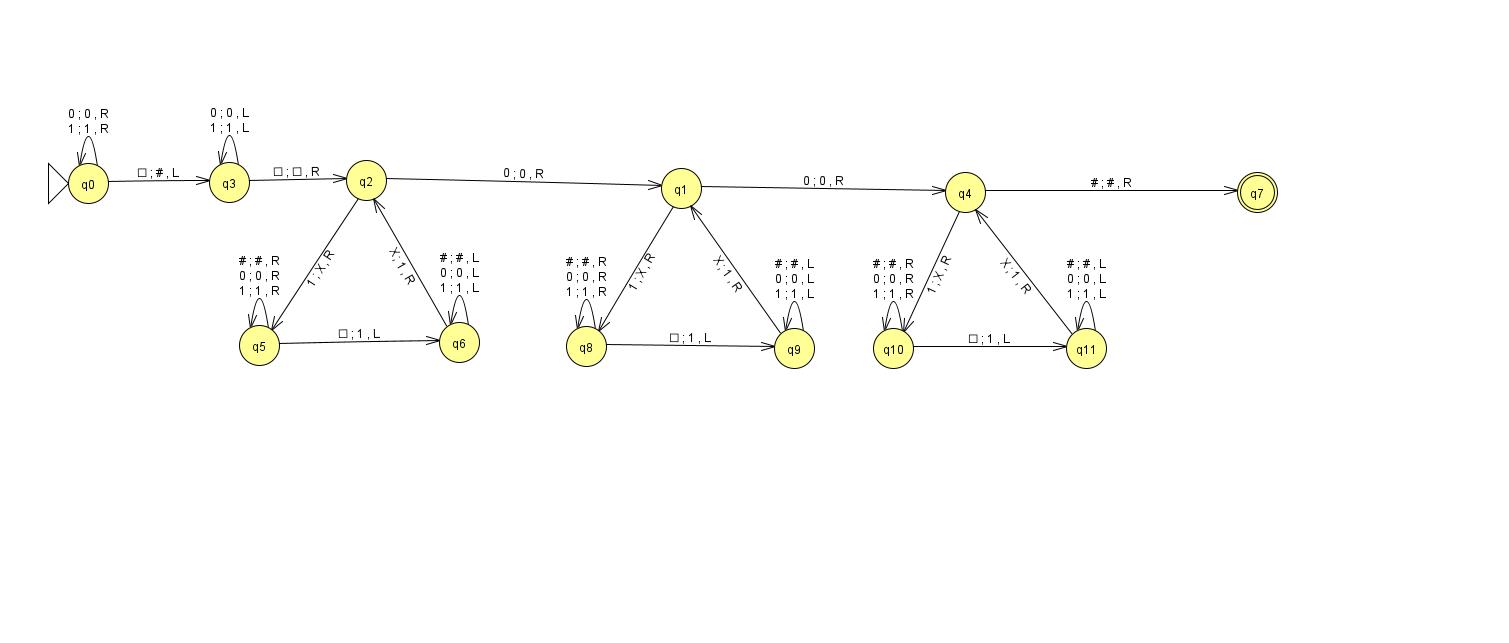 0 ; 0 , R
1 ; 1 , R
0 ; 0 , L
1 ; 1 , L
q0
□ ; # , L
q3
□ ; □ , R
q2
0 ; 0 , R
q1
0 ; 0 , R
q4
# ; # , R
q7
1 ; X , R
X ; 1 , R
1 ; X , R
X ; 1 , R
1 ; X , R
X ; 1 , R
# ; # , R
0 ; 0 , R
1 ; 1 , R
# ; # , L
0 ; 0 , L
1 ; 1 , L
# ; # , R
0 ; 0 , R
1 ; 1 , R
# ; # , L
0 ; 0 , L
1 ; 1 , L
# ; # , R
0 ; 0 , R
1 ; 1 , R
# ; # , L
0 ; 0 , L
1 ; 1 , L
q5
□ ; 1 , L
q6
q8
□ ; 1 , L
q9
q10
□ ; 1 , L
q11